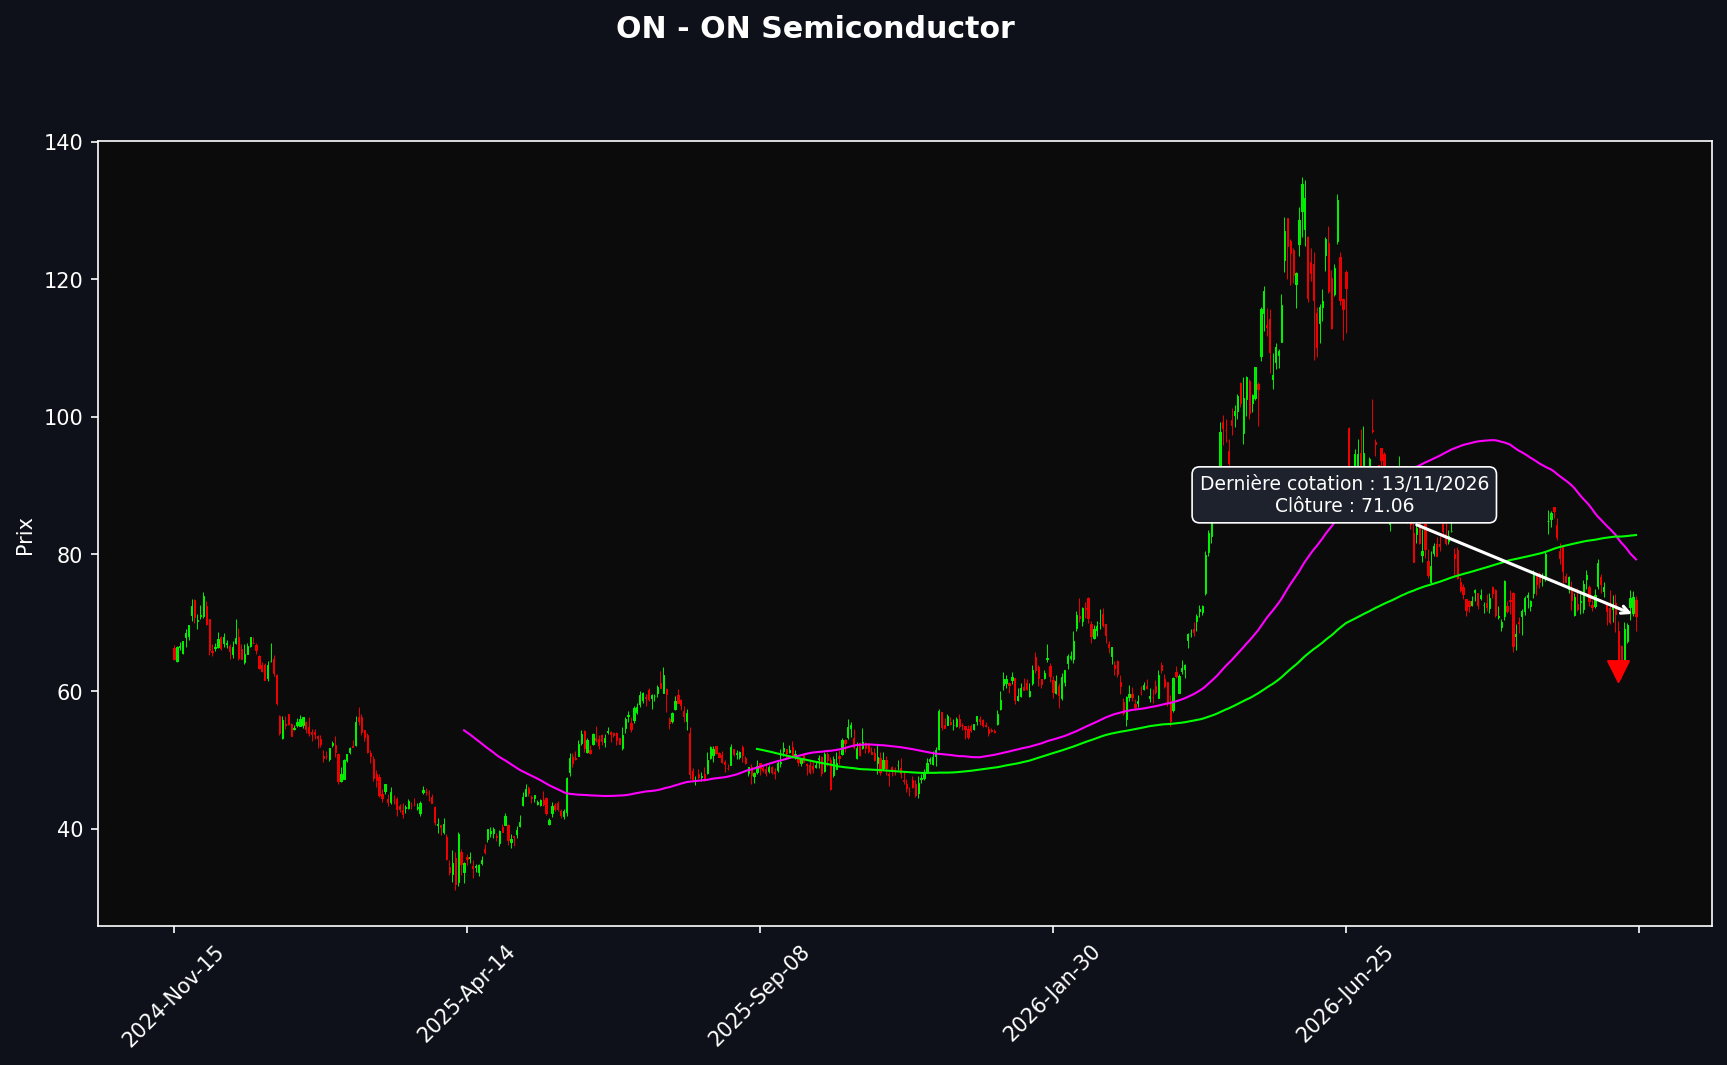 ON - ON Semiconductor
Prix
140
120
100
80
60
40
Dernière cotation : 13/11/2026
Clôture : 71.06
2024-Nov-15
2025-Apr-14
2025-Sep-08
2026-Jan-30
2026-Jun-25